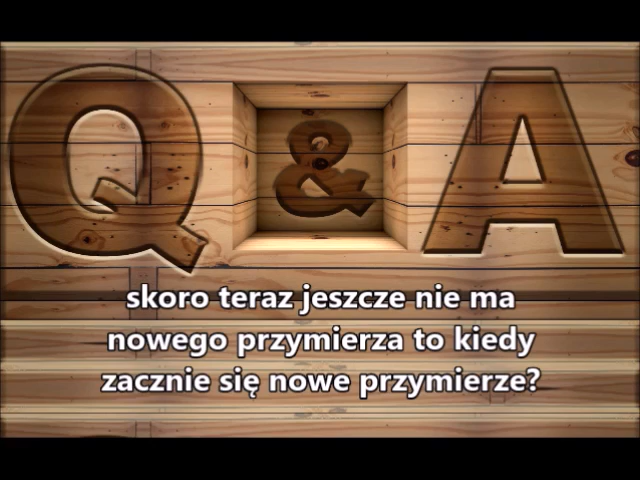 Q & A
skoro teraz jeszcze nie ma
nowego przymierza to kiedy
zacznie się nowe przymierze?